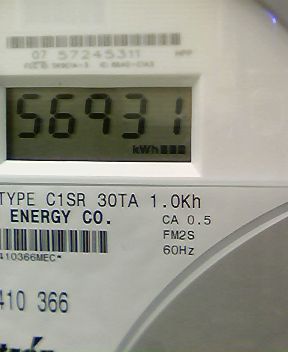 07 57245311
56931
kWh
TYPE C1SR 30TA 1.0Kh
ENERGY CO.
CA 0.5
FM2S
60Hz
410366MEC*
410 366